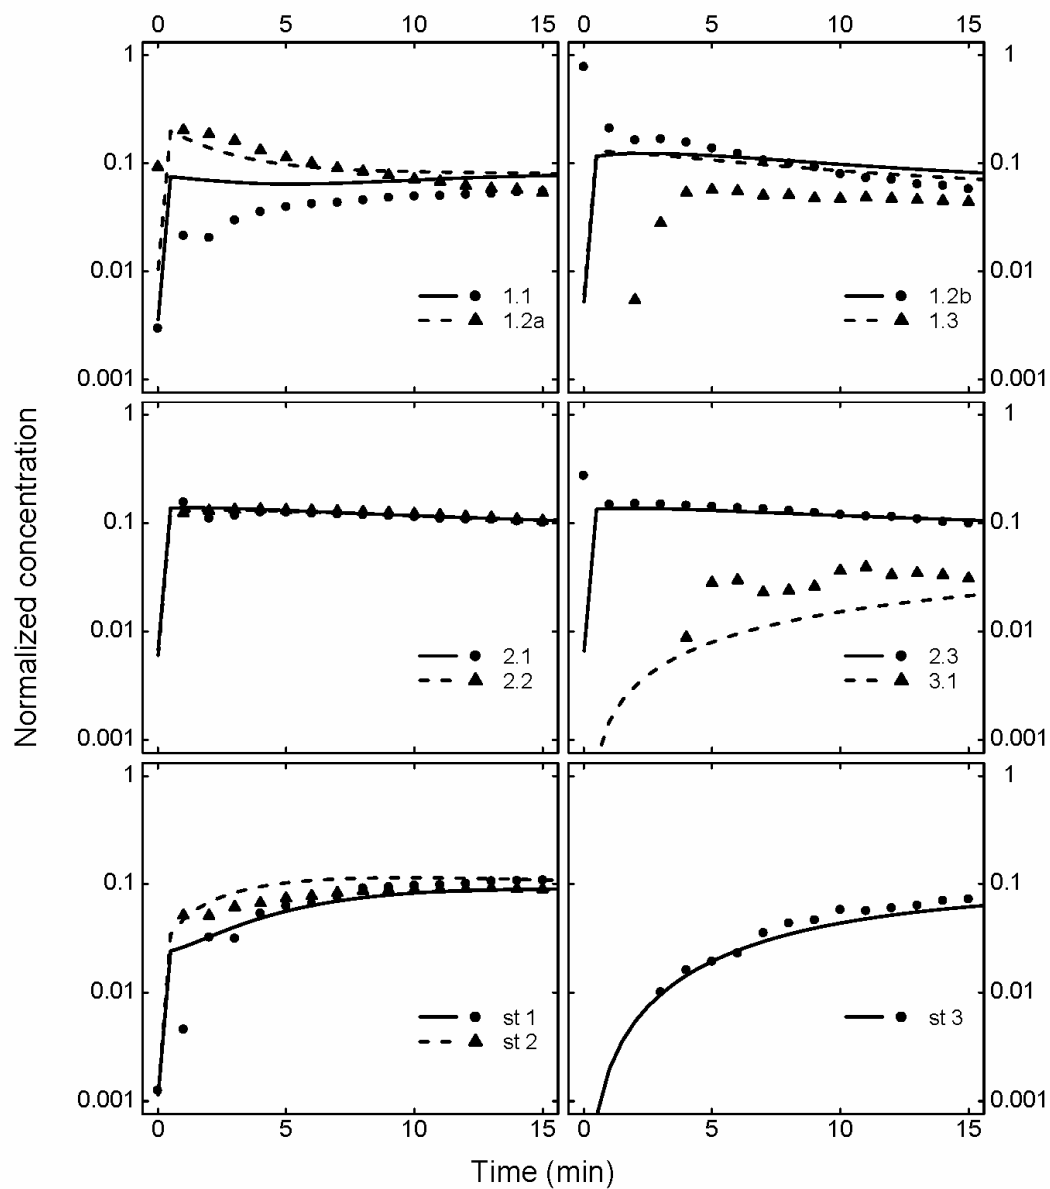 0 5 10 15 0 5 10 15
1 1
0.1 0.1
0.01 0.01
1.1 1.2b
1.2a 1.3
0.001 0.001
1 1
0.1 0.1
0.01 0.01
2.1 2.3
2.2 3.1
0.001 0.001
1 1
0.1 0.1
0.01 0.01
st 1 st 3
st 2
0.001 0.001
0 5 10 15 0 5 10 15
Normalized concentration
Time (min)